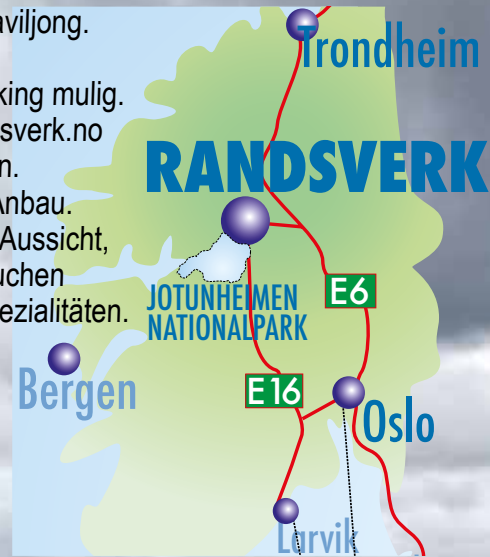 aviljong.
king mulig.
sverk.no
n.
Anbau.
Aussicht,
uchen
ezialitäten.
Trondheim
RANDSVERK
JOTUNHEIMEN
NATIONALPARK
E6
Bergen
E16
Oslo
Larvik